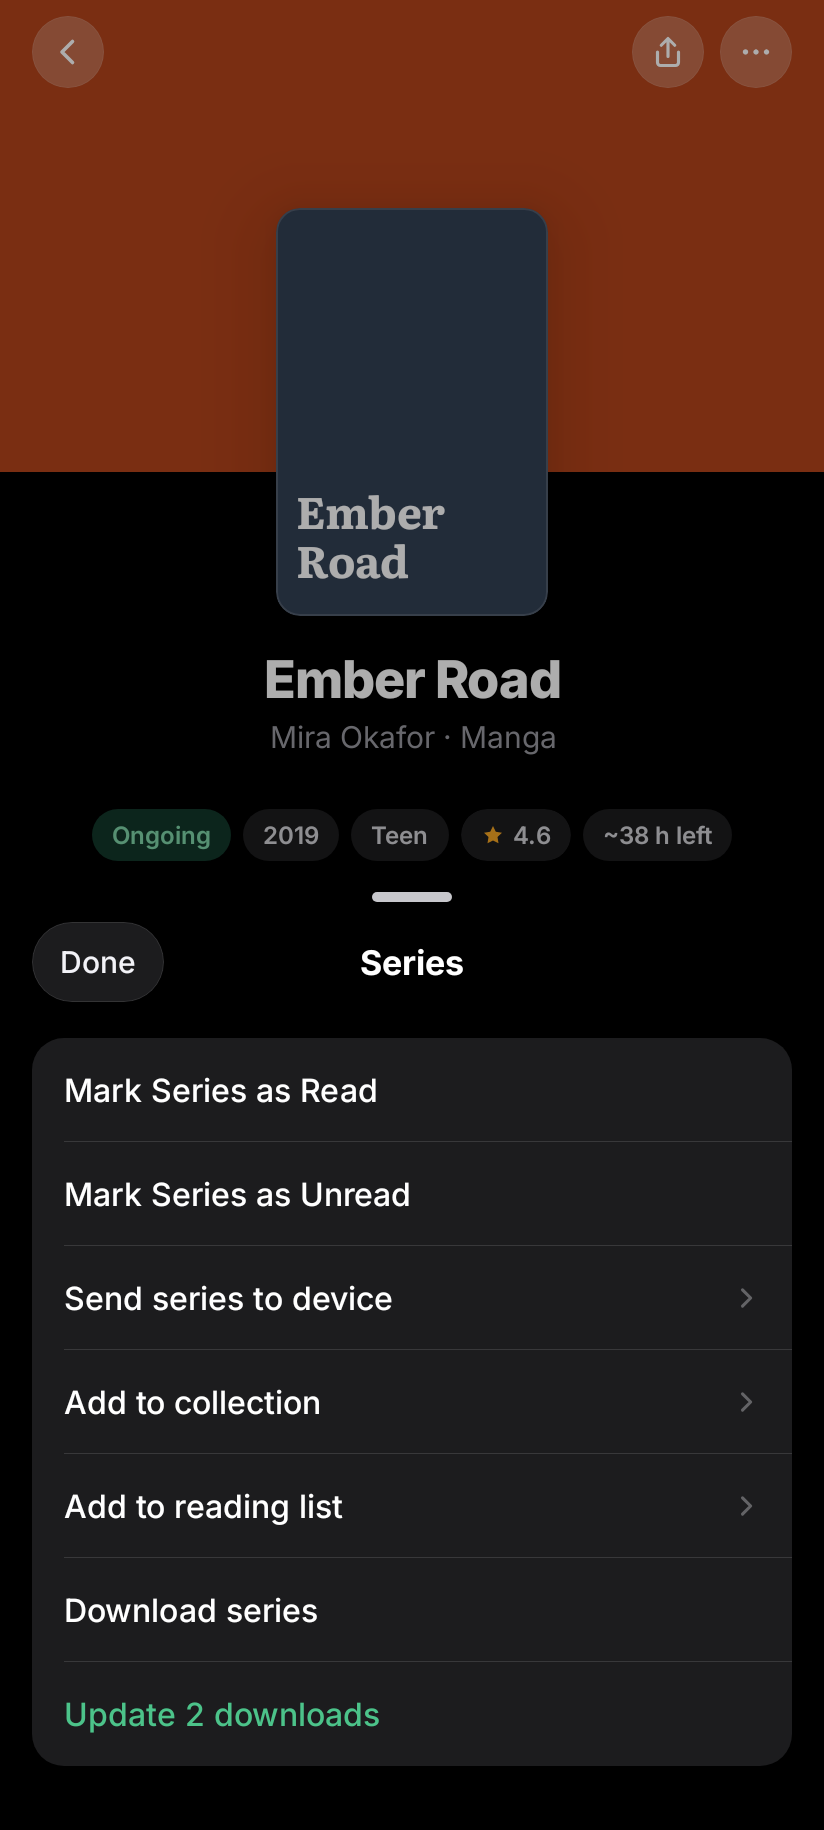 Ember
Road
Ember Road
Mira Okafor · Manga
Ongoing 2019 Teen ★ 4.6 ~38 h left
Done Series
Mark Series as Read
Mark Series as Unread
Send series to device
Add to collection
Add to reading list
Download series
Update 2 downloads